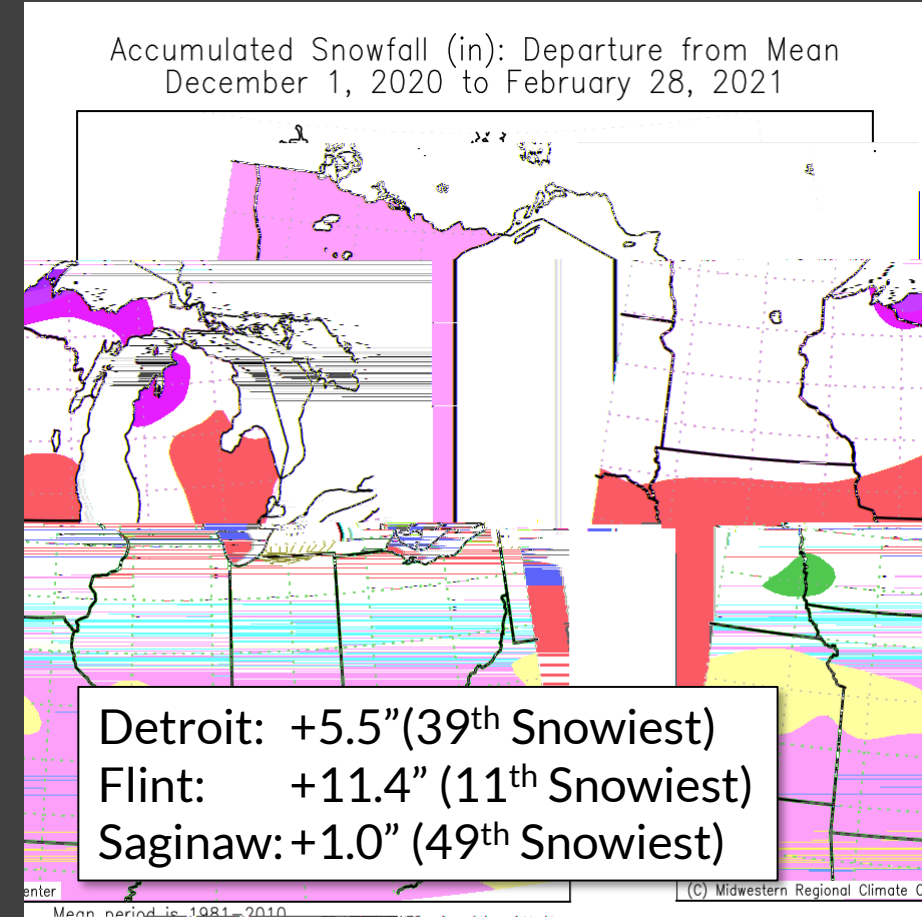 Accumulated Snowfall (in): Departure from Mean
December 1, 2020 to February 28, 2021
Detroit: +5.5”(39th Snowiest)
Flint: +11.4” (11th Snowiest)
Saginaw: +1.0” (49th Snowiest)
enter
(C) Midwestern Regional Climate C
Mean period is 1981-2010